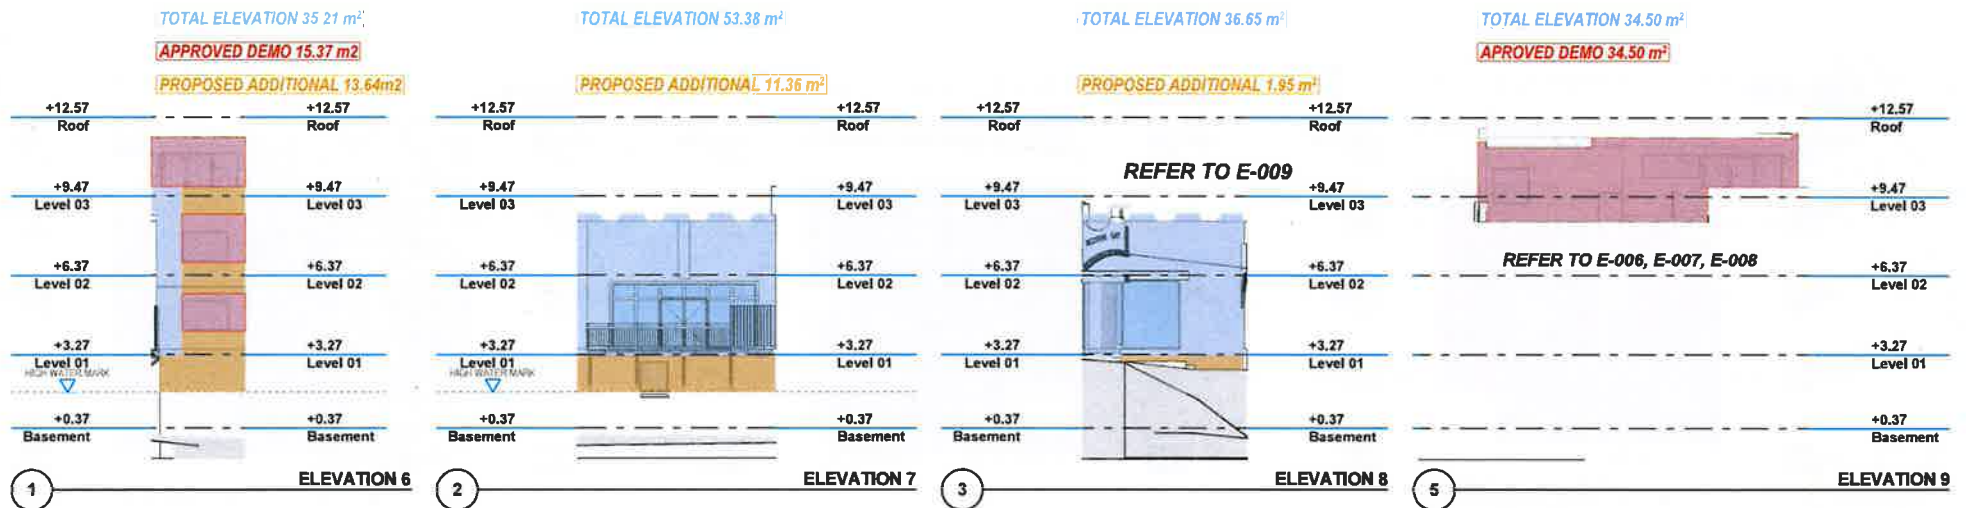 TOTAL ELEVATION 35 21 m²
APPROVED DEMO 15.37 m2
PROPOSED ADDITIONAL 13.64m2
+12.57
Roof
+12.57
Roof
+9.47
Level 03
+9.47
Level 03
+6.37
Level 02
+6.37
Level 02
+3.27
Level 01
+3.27
Level 01
HIGH WATER MARK
+0.37
Basement
+0.37
Basement
1
ELEVATION 6
TOTAL ELEVATION 53.38 m²
PROPOSED ADDITIONAL 11.36 m²
+12.57
Roof
+12.57
Roof
+9.47
Level 03
+9.47
Level 03
+6.37
Level 02
+6.37
Level 02
+3.27
Level 01
+3.27
Level 01
HIGH WATER MARK
+0.37
Basement
+0.37
Basement
2
ELEVATION 7
TOTAL ELEVATION 36.65 m²
PROPOSED ADDITIONAL 1.95 m²
+12.57
Roof
+12.57
Roof
REFER TO E-009
+9.47
Level 03
+9.47
Level 03
+6.37
Level 02
+6.37
Level 02
+3.27
Level 01
+3.27
Level 01
+0.37
Basement
+0.37
Basement
3
ELEVATION 8
TOTAL ELEVATION 34.50 m²
APROVED DEMO 34.50 m²
+12.57
Roof
+9.47
Level 03
REFER TO E-006, E-007, E-008
+6.37
Level 02
+3.27
Level 01
+0.37
Basement
5
ELEVATION 9